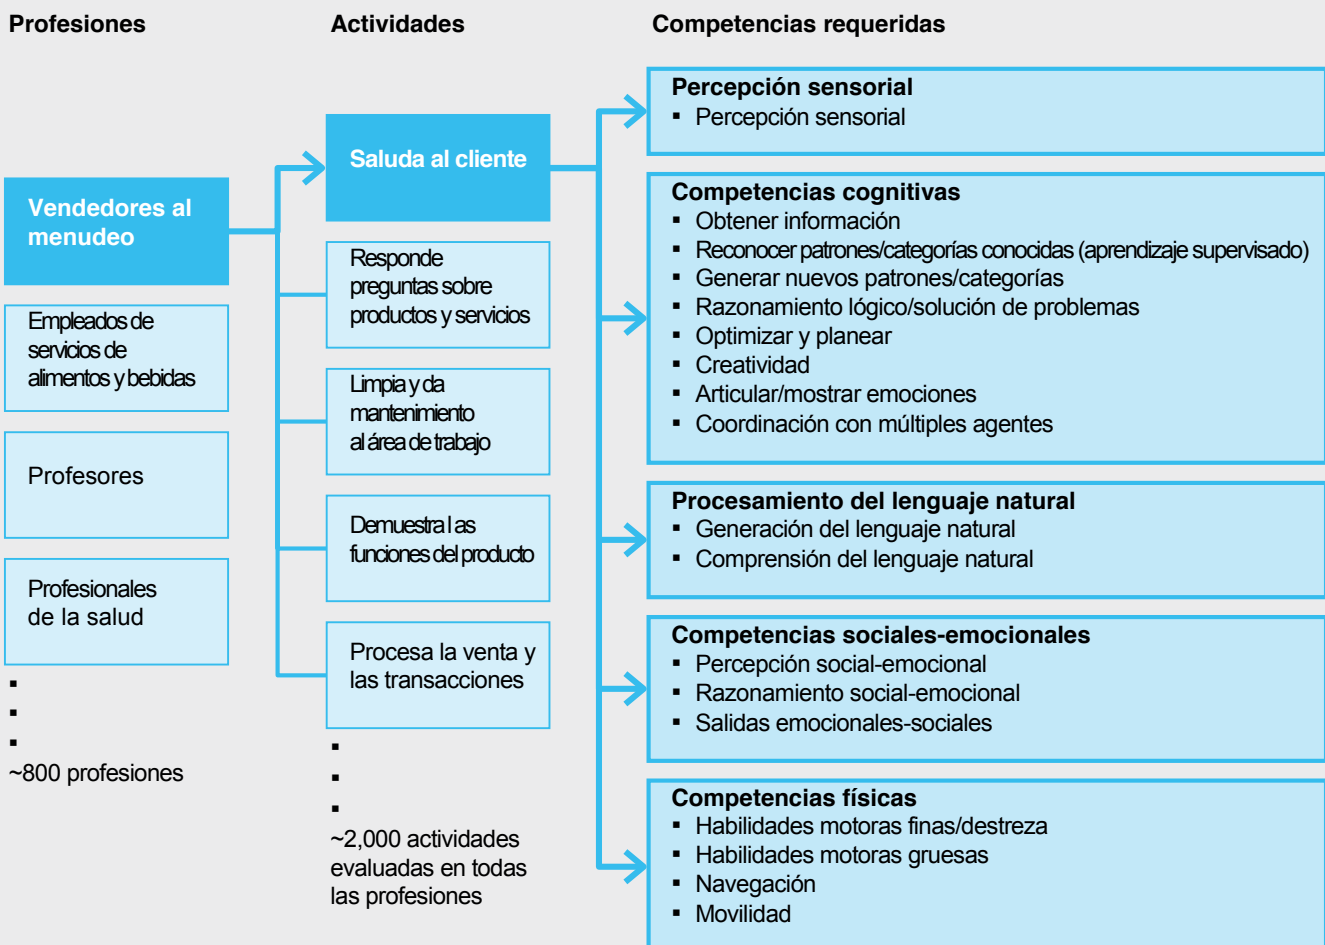 Profesiones
Actividades
Competencias requeridas
Vendedores al
menudeo
Empleados de
servicios de
alimentos y bebidas
Profesores
Profesionales
de la salud
~800 profesiones
Saluda al cliente
Responde
preguntas sobre
productos y servicios
Limpia y da
mantenimiento
al área de trabajo
Demuestra las
funciones del producto
Procesa la venta y
las transacciones
~2,000 actividades
evaluadas en todas
las profesiones
Percepción sensorial
▪ Percepción sensorial
Competencias cognitivas
▪ Obtener información
▪ Reconocer patrones/categorías conocidas (aprendizaje supervisado)
▪ Generar nuevos patrones/categorías
▪ Razonamiento lógico/solución de problemas
▪ Optimizar y planear
▪ Creatividad
▪ Articular/mostrar emociones
▪ Coordinación con múltiples agentes
Procesamiento del lenguaje natural
▪ Generación del lenguaje natural
▪ Comprensión del lenguaje natural
Competencias sociales-emocionales
▪ Percepción social-emocional
▪ Razonamiento social-emocional
▪ Salidas emocionales-sociales
Competencias físicas
▪ Habilidades motoras finas/destreza
▪ Habilidades motoras gruesas
▪ Navegación
▪ Movilidad